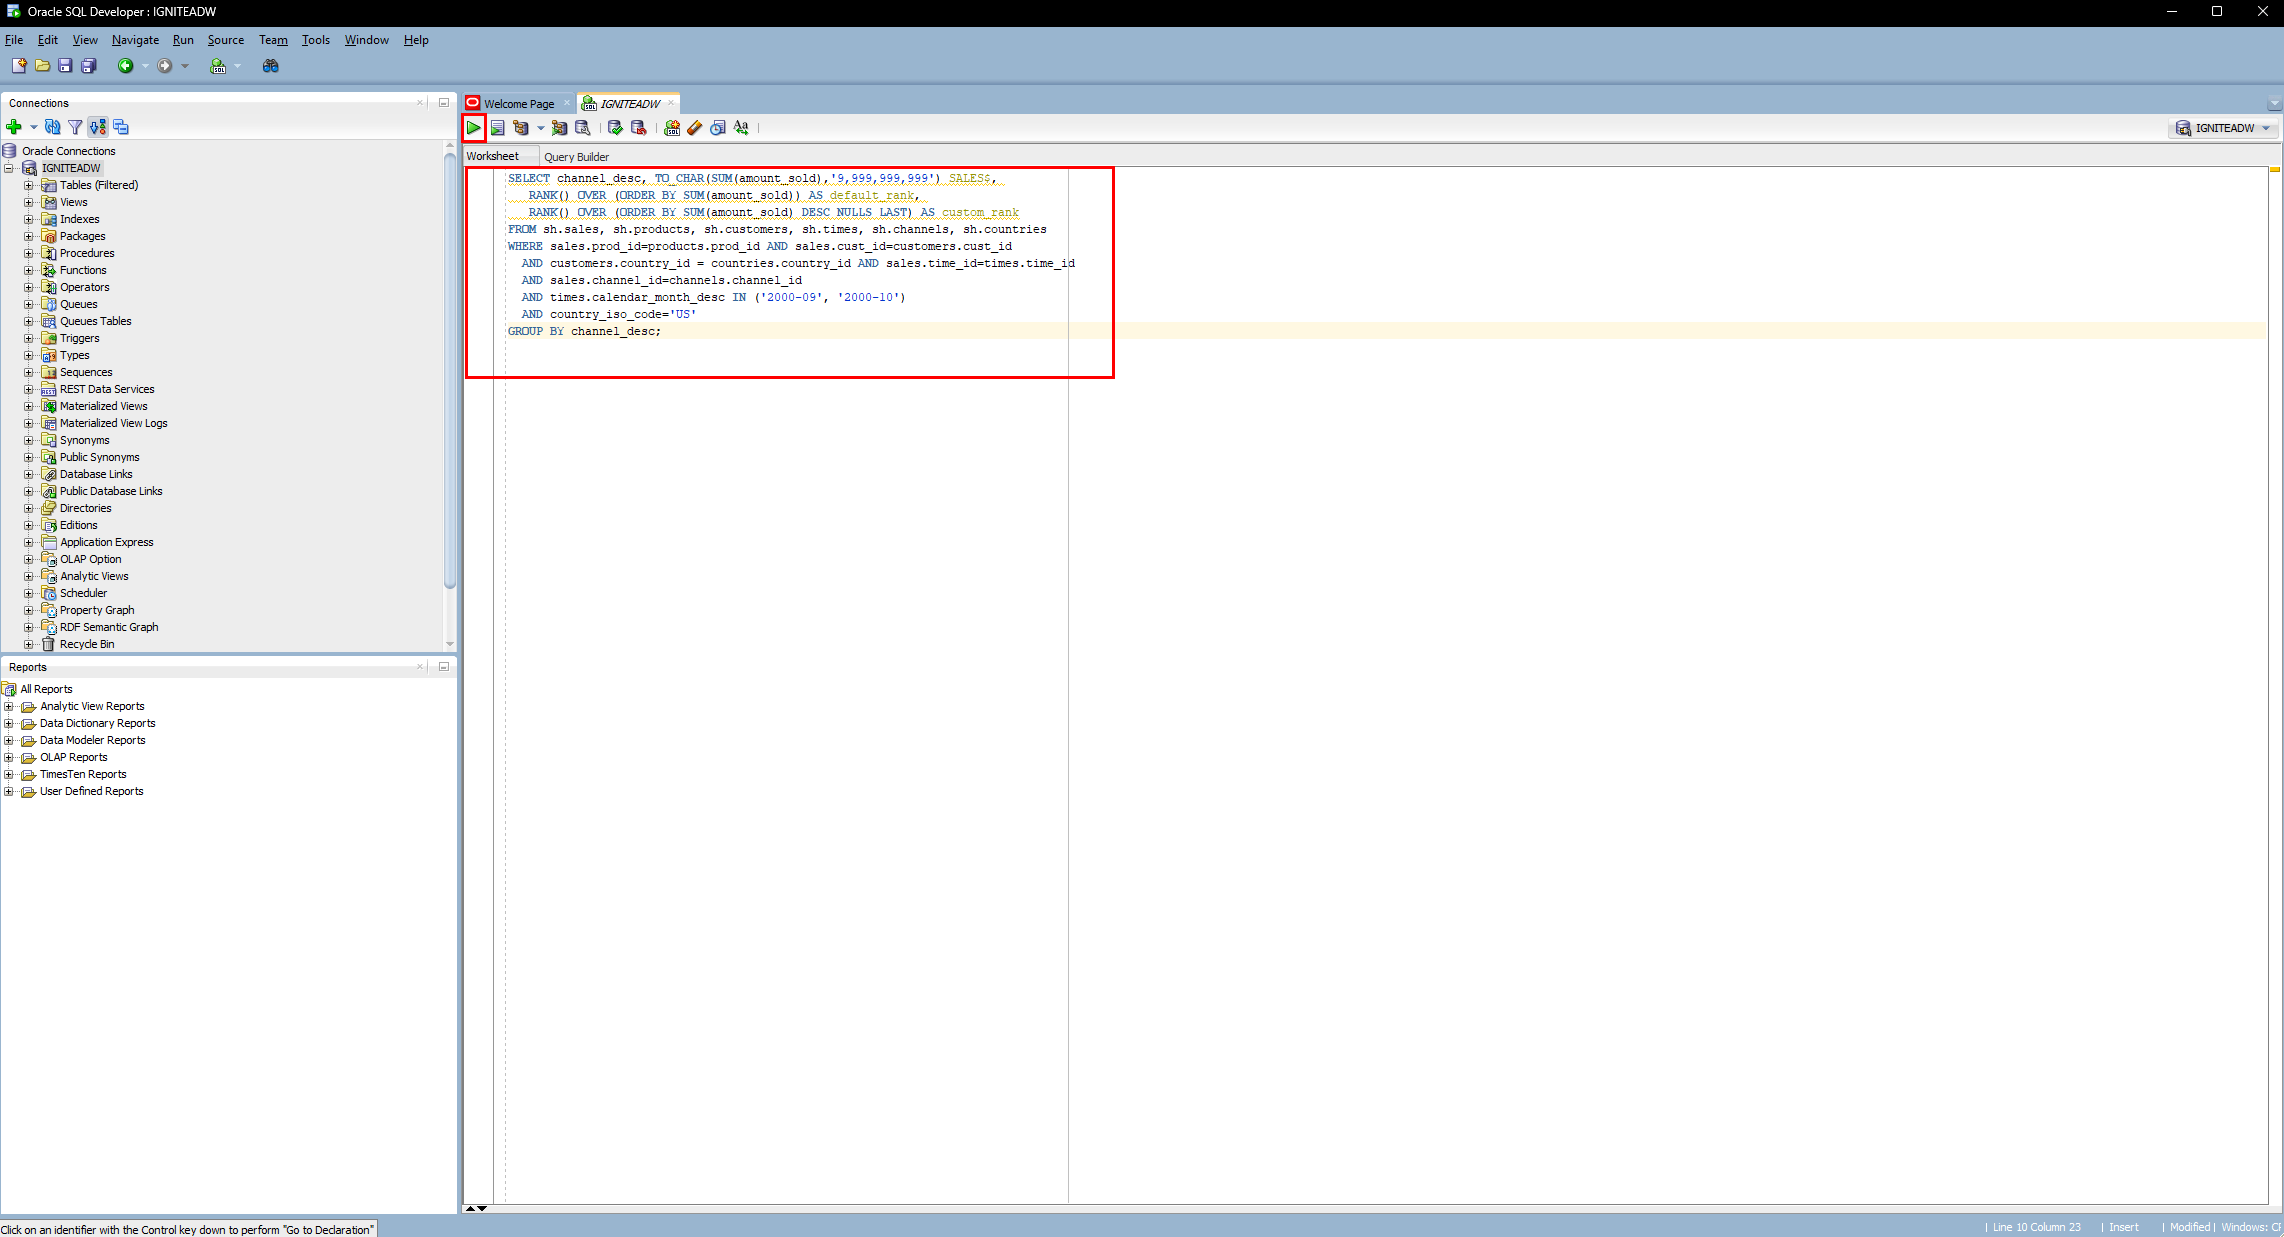 Oracle SQL Developer : IGNITEADW
File Edit View Navigate Run Source Team Tools Window Help
Connections
Oracle Connections
IGNITEADW
Tables (Filtered)
Views
Indexes
Packages
Procedures
Functions
Operators
Queues
Queues Tables
Triggers
Types
Sequences
REST Data Services
Materialized Views
Materialized View Logs
Synonyms
Public Synonyms
Database Links
Public Database Links
Directories
Editions
Application Express
OLAP Option
Analytic Views
Scheduler
Property Graph
RDF Semantic Graph
Recycle Bin
Reports
All Reports
Analytic View Reports
Data Dictionary Reports
Data Modeler Reports
OLAP Reports
TimesTen Reports
User Defined Reports
Welcome Page IGNITEADW
IGNITEADW
Worksheet Query Builder
SELECT channel_desc, TO_CHAR(SUM(amount_sold),'9,999,999,999') SALES$,
RANK() OVER (ORDER BY SUM(amount_sold)) AS default_rank,
RANK() OVER (ORDER BY SUM(amount_sold) DESC NULLS LAST) AS custom_rank
FROM sh.sales, sh.products, sh.customers, sh.times, sh.channels, sh.countries
WHERE sales.prod_id=products.prod_id AND sales.cust_id=customers.cust_id
AND customers.country_id = countries.country_id AND sales.time_id=times.time_id
AND sales.channel_id=channels.channel_id
AND times.calendar_month_desc IN ('2000-09', '2000-10')
AND country_iso_code='US'
GROUP BY channel_desc;
Click on an identifier with the Control key down to perform "Go to Declaration"
| Line 10 Column 23 | Insert | Modified | Windows: CF